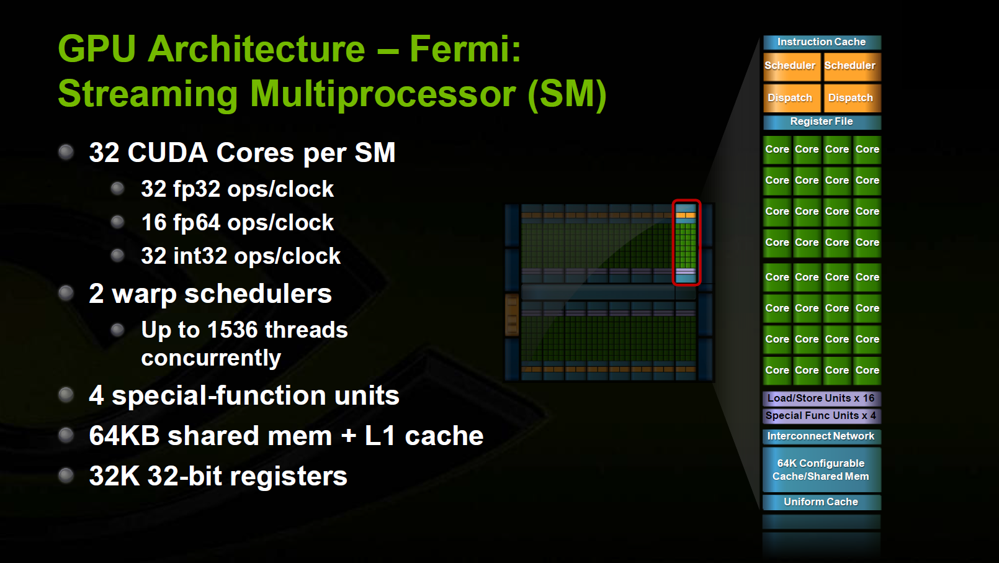 GPU Architecture – Fermi:
Streaming Multiprocessor (SM)
32 CUDA Cores per SM
32 fp32 ops/clock
16 fp64 ops/clock
32 int32 ops/clock
2 warp schedulers
Up to 1536 threads
concurrently
4 special-function units
64KB shared mem + L1 cache
32K 32-bit registers
Instruction Cache
Scheduler Scheduler
Dispatch Dispatch
Register File
Core Core Core Core
Core Core Core Core
Core Core Core Core
Core Core Core Core
Core Core Core Core
Core Core Core Core
Core Core Core Core
Core Core Core Core
Load/Store Units x 16
Special Func Units x 4
Interconnect Network
64K Configurable
Cache/Shared Mem
Uniform Cache